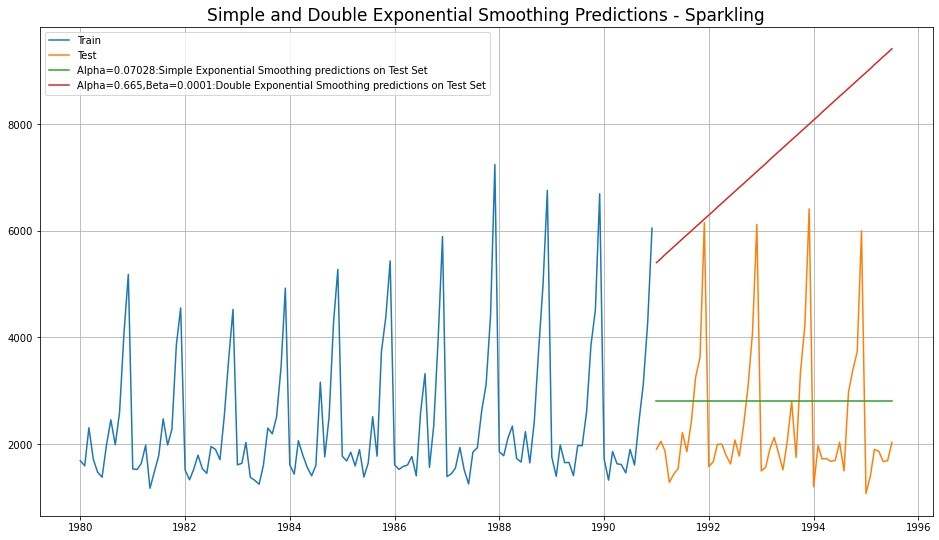 Simple and Double Exponential Smoothing Predictions - Sparkling
Train
Test
Alpha=0.07028:Simple Exponential Smoothing predictions on Test Set
Alpha=0.665,Beta=0.0001:Double Exponential Smoothing predictions on Test Set
8000
6000
4000
2000
1980 1982 1984 1986 1988 1990 1992 1994 1996